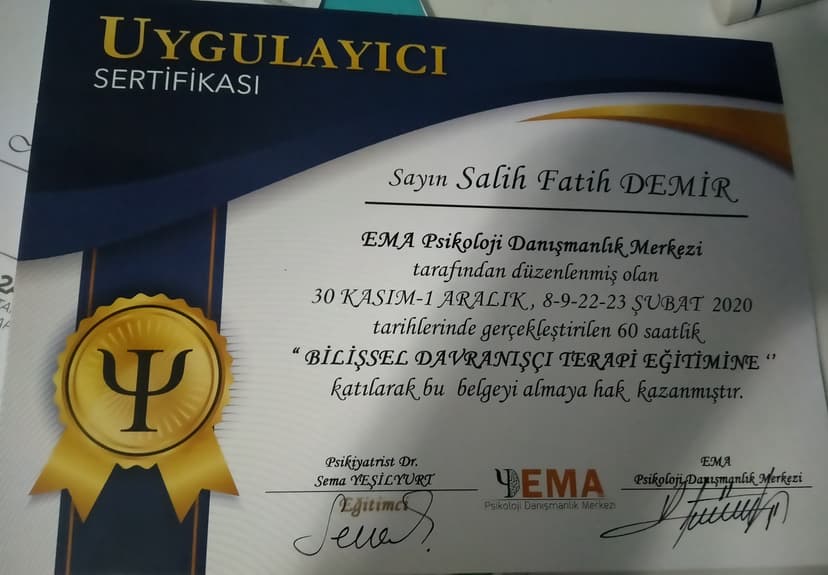 UYGULAYICI
SERTİFİKASI
Sayın Salih Fatih DEMİR
EMA Psikoloji Danışmanlık Merkezi
tarafından düzenlenmiş olan
30 KASIM-1 ARALIK, 8-9-22-23 ŞUBAT 2020
tarihlerinde gerçekleştirilen 60 saatlik
“ BİLİŞSEL DAVRANIŞÇI TERAPİ EĞİTİMİNE ‘’
katılarak bu belgeyi almaya hak kazanmıştır.
Psikiyatrist Dr.
Sema YEŞİLYURT
Eğitimci
EMA
Psikoloji Danışmanlık Merkezi
EMA
Psikoloji Danışmanlık Merkezi